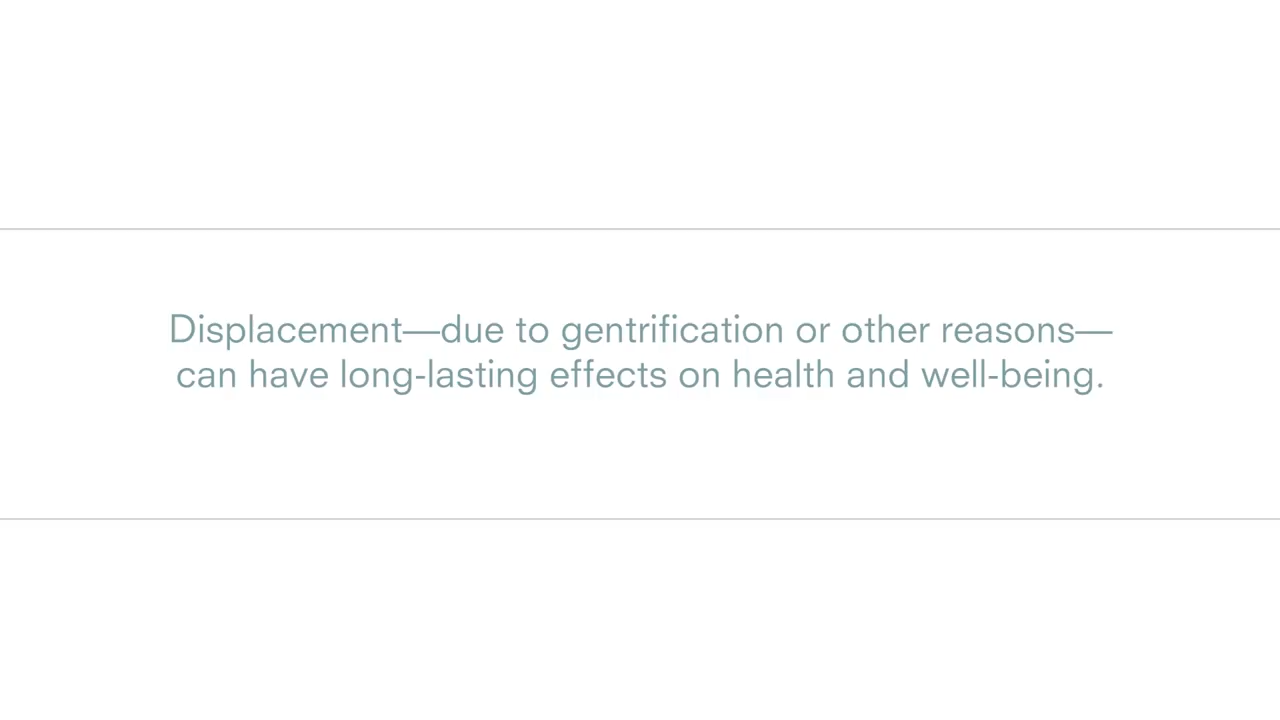 Displacement—due to gentrification or other reasons—
can have long-lasting effects on health and well-being.